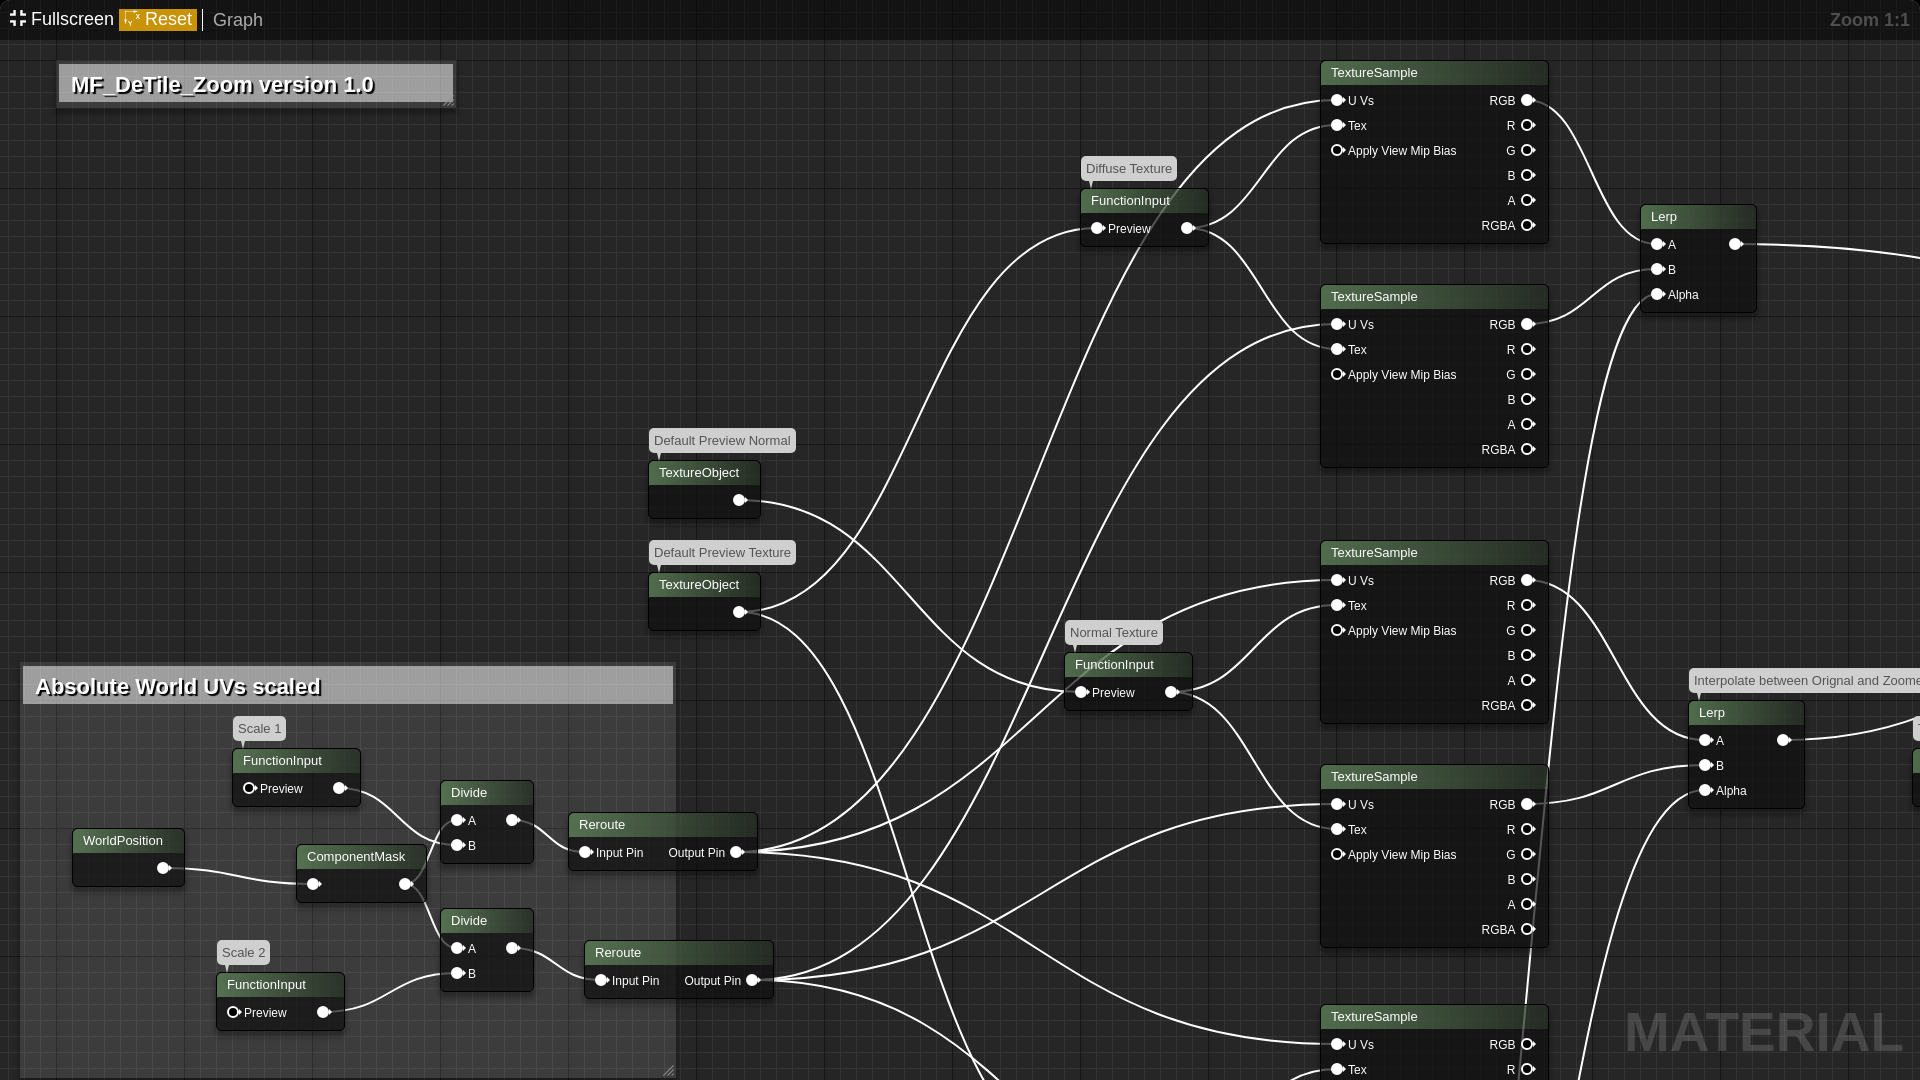 Fullscreen Reset Graph Zoom 1:1
MF_DeTile_Zoom version 1.0
TextureSample
U Vs RGB
Tex R
Apply View Mip Bias G
B
A
RGBA
Diffuse Texture
FunctionInput
Preview
Lerp
A
B
Alpha
TextureSample
U Vs RGB
Tex R
Apply View Mip Bias G
B
A
RGBA
Default Preview Normal
TextureObject
Default Preview Texture
TextureObject
TextureSample
U Vs RGB
Tex R
Apply View Mip Bias G
B
A
RGBA
Normal Texture
FunctionInput
Preview
Interpolate between Orignal and Zoome
Lerp
A
B
Alpha
Absolute World UVs scaled
Scale 1
FunctionInput
Preview
Divide
A
B
TextureSample
U Vs RGB
Tex R
Apply View Mip Bias G
B
A
RGBA
Reroute
Input Pin Output Pin
WorldPosition
ComponentMask
Divide
A
B
Reroute
Input Pin Output Pin
Scale 2
FunctionInput
Preview
TextureSample
U Vs RGB
Tex R
MATERIAL